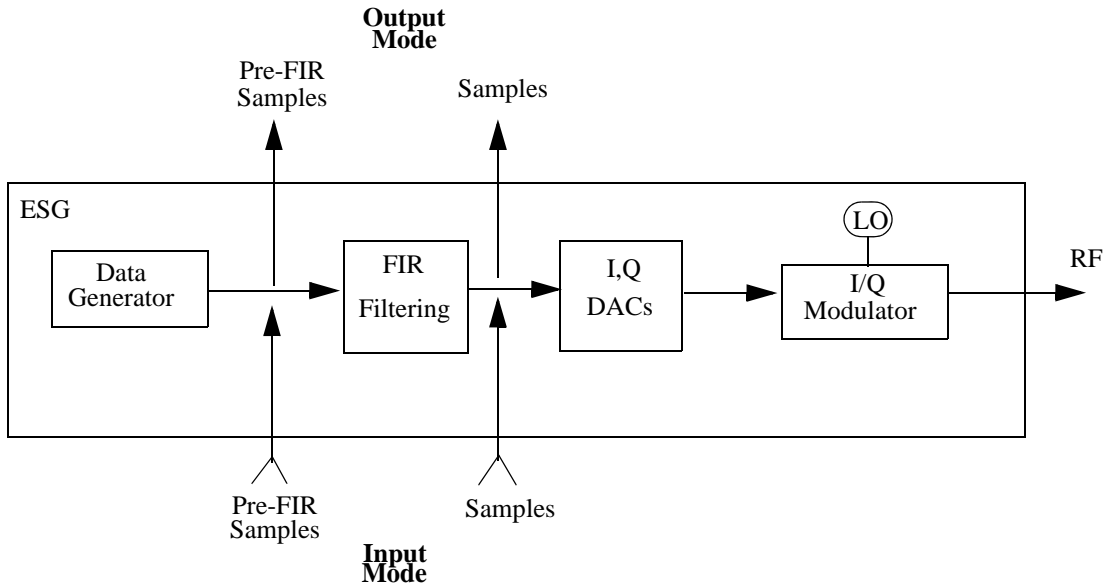 Output
Mode
Pre-FIR
Samples
Samples
ESG
LO
Data
Generator
FIR
Filtering
I,Q
DACs
I/Q
Modulator
RF
Pre-FIR
Samples
Samples
Input
Mode